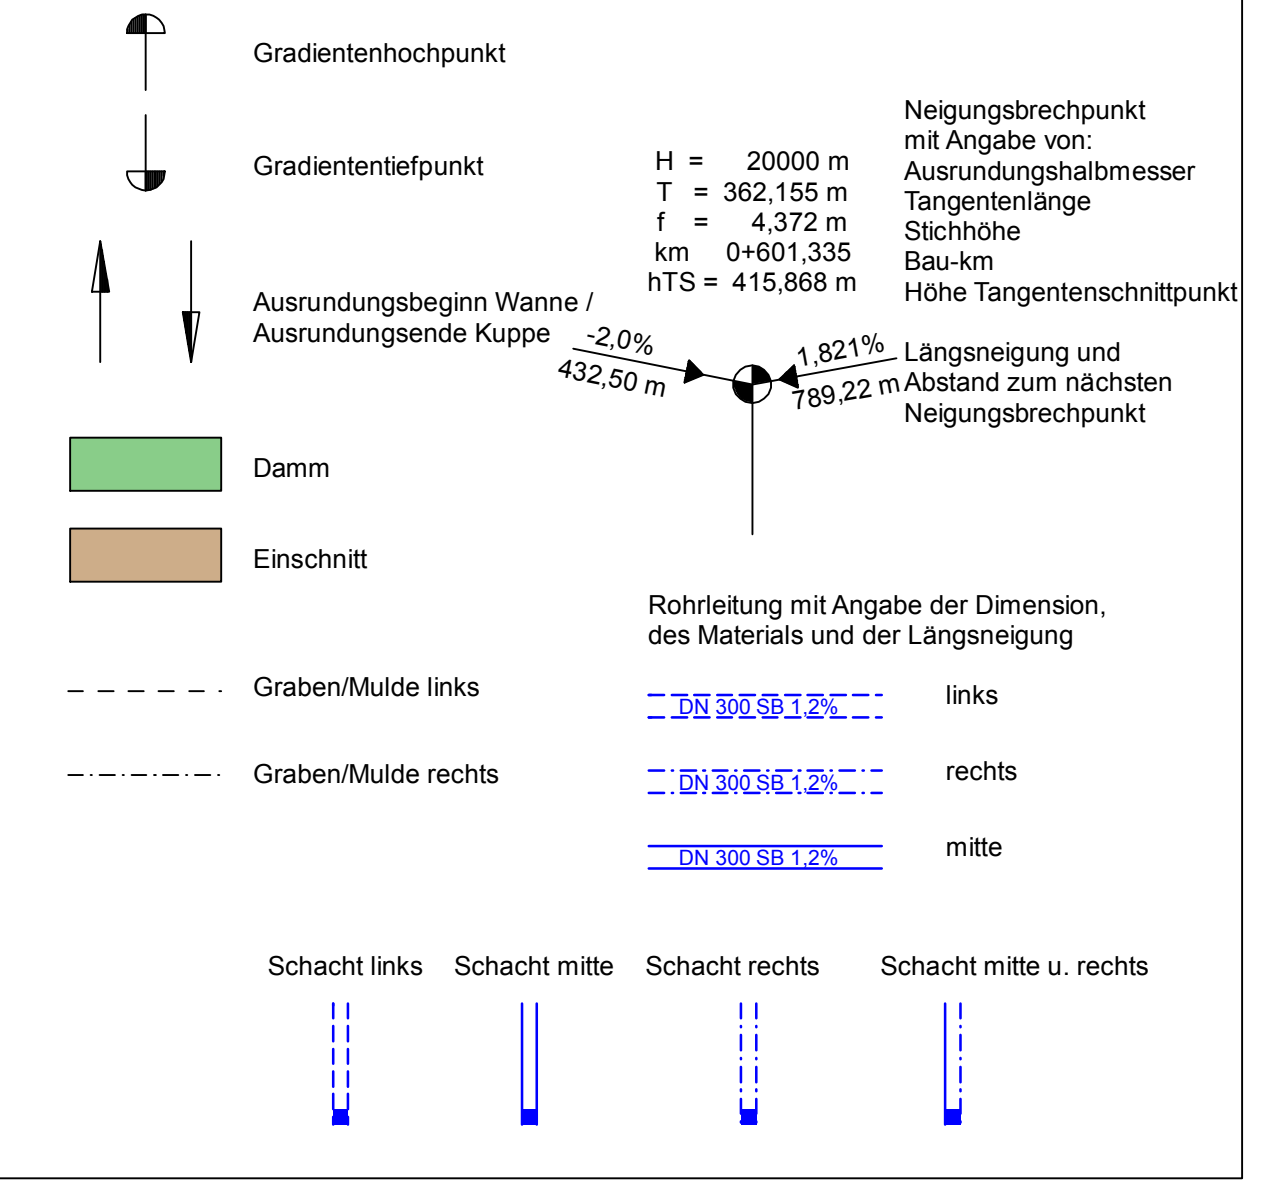 Gradientenhochpunkt
Gradiententiefpunkt
Ausrundungsbeginn Wanne /
Ausrundungsende Kuppe
Damm
Einschnitt
Graben/Mulde links
Graben/Mulde rechts
H = 20000 m
T = 362,155 m
f = 4,372 m
km 0+601,335
hTS = 415,868 m
Neigungsbrechpunkt
mit Angabe von:
Ausrundungshalbmesser
Tangentenlänge
Stichhöhe
Bau-km
Höhe Tangentenschnittpunkt
-2,0%
432,50 m
1,821%
789,22 m
Längsneigung und
Abstand zum nächsten
Neigungsbrechpunkt
Rohrleitung mit Angabe der Dimension,
des Materials und der Längsneigung
DN 300 SB 1,2%
links
DN 300 SB 1,2%
rechts
DN 300 SB 1,2%
mitte
Schacht links
Schacht mitte
Schacht rechts
Schacht mitte u. rechts